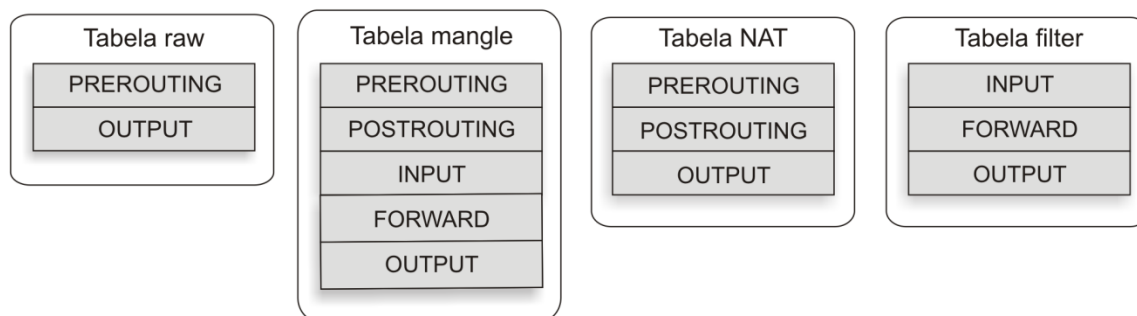 Tabela raw
PREROUTING
OUTPUT
Tabela mangle
PREROUTING
POSTROUTING
INPUT
FORWARD
OUTPUT
Tabela NAT
PREROUTING
POSTROUTING
OUTPUT
Tabela filter
INPUT
FORWARD
OUTPUT